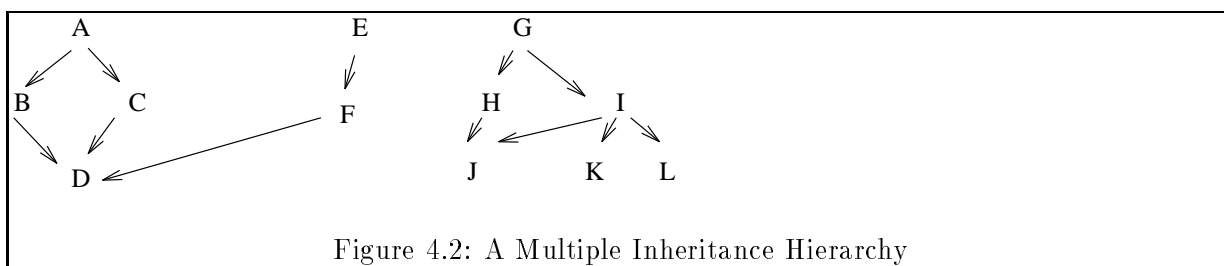 A E G
B C F H I
D J K L
Figure 4.2: A Multiple Inheritance Hierarchy